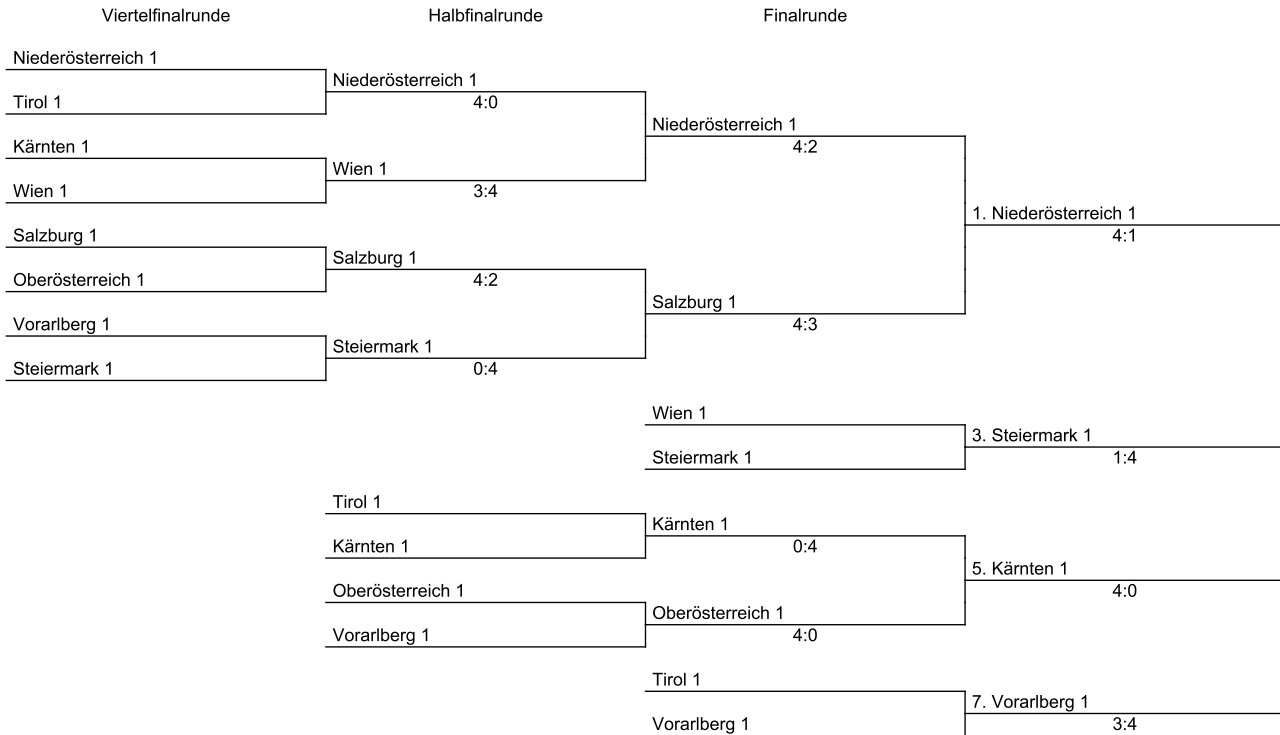 Viertelfinalrunde Halbfinalrunde Finalrunde
Niederösterreich 1
Niederösterreich 1
Tirol 1
4:0
Niederösterreich 1
Kärnten 1
4:2
Wien 1
Wien 1
3:4
1. Niederösterreich 1
Salzburg 1
4:1
Salzburg 1
Oberösterreich 1
4:2
Salzburg 1
Vorarlberg 1
4:3
Steiermark 1
Steiermark 1
0:4
Wien 1
3. Steiermark 1
Steiermark 1
1:4
Tirol 1
Kärnten 1
Kärnten 1
0:4
5. Kärnten 1
Oberösterreich 1
4:0
Oberösterreich 1
Vorarlberg 1
4:0
Tirol 1
7. Vorarlberg 1
Vorarlberg 1
3:4